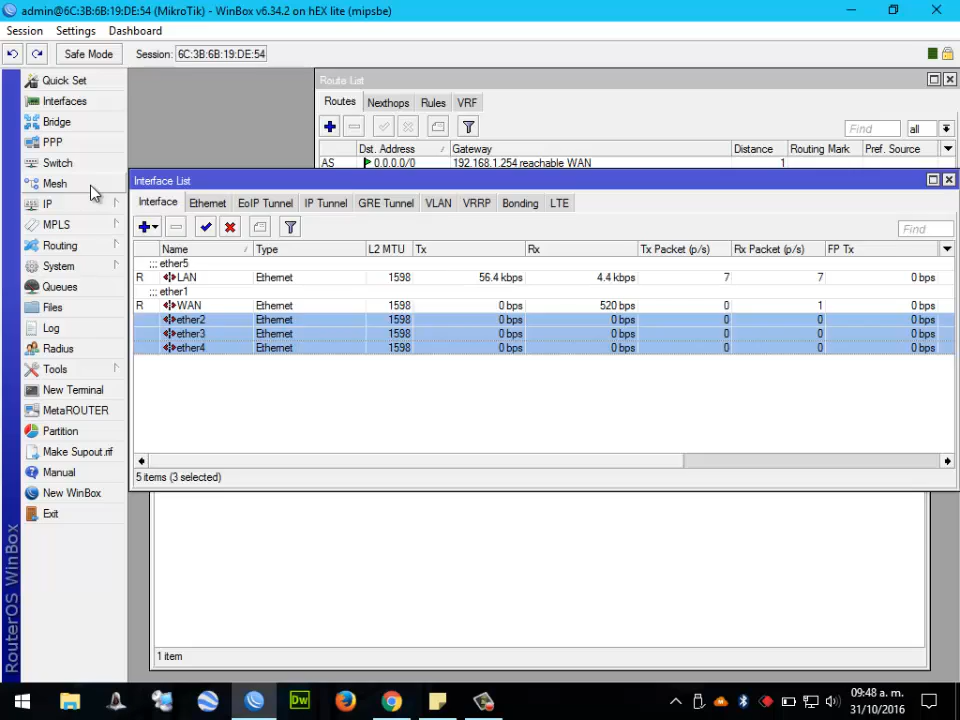 admin@6C:3B:6B:19:DE:54 (MikroTik) - WinBox v6.34.2 on hEX lite (mipsbe)
Session Settings Dashboard
Safe Mode Session: 6C:3B:6B:19:DE:54
Quick Set
Interfaces
Bridge
PPP
Switch
Mesh
IP
MPLS
Routing
System
Queues
Files
Log
Radius
Tools
New Terminal
MetaROUTER
Partition
Make Supout.rif
Manual
New WinBox
Exit
RouterOS WinBox
Route List
Routes Nexthops Rules VRF
Find all
Dst. Address Gateway Distance Routing Mark Pref. Source
AS 0.0.0.0/0 192.168.1.254 reachable WAN 1
Interface List
Interface Ethernet EoIP Tunnel IP Tunnel GRE Tunnel VLAN VRRP Bonding LTE
Find
Name Type L2 MTU Tx Rx Tx Packet (p/s) Rx Packet (p/s) FP Tx
::: ether5
R LAN Ethernet 1598 56.4 kbps 4.4 kbps 7 7 0 bps
::: ether1
R WAN Ethernet 1598 0 bps 520 bps 0 1 0 bps
ether2 Ethernet 1598 0 bps 0 bps 0 0 0 bps
ether3 Ethernet 1598 0 bps 0 bps 0 0 0 bps
ether4 Ethernet 1598 0 bps 0 bps 0 0 0 bps
5 items (3 selected)
1 item
Dw
09:48 a. m.
31/10/2016